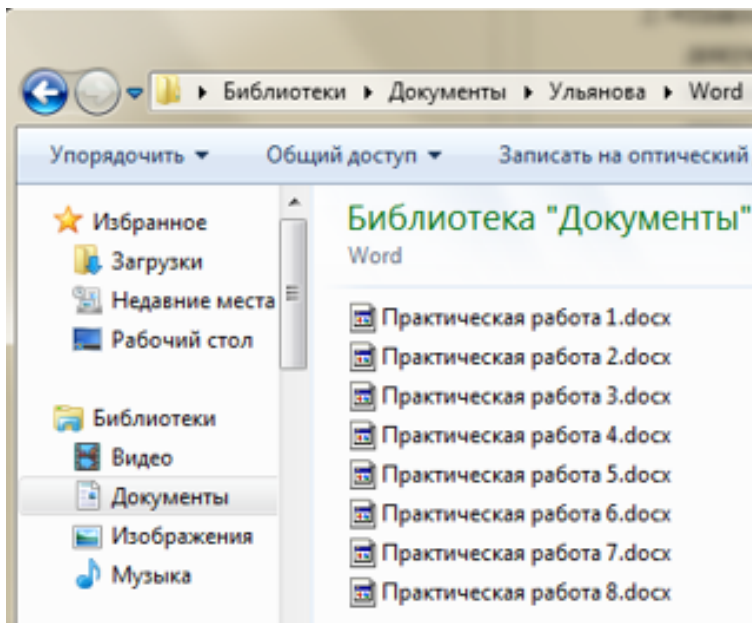 Библиотеки Документы Ульянова Word
Упорядочить Общий доступ Записать на оптический
Избранное
Загрузки
Недавние места
Рабочий стол
Библиотеки
Видео
Документы
Изображения
Музыка
Библиотека "Документы"
Word
Практическая работа 1.docx
Практическая работа 2.docx
Практическая работа 3.docx
Практическая работа 4.docx
Практическая работа 5.docx
Практическая работа 6.docx
Практическая работа 7.docx
Практическая работа 8.docx